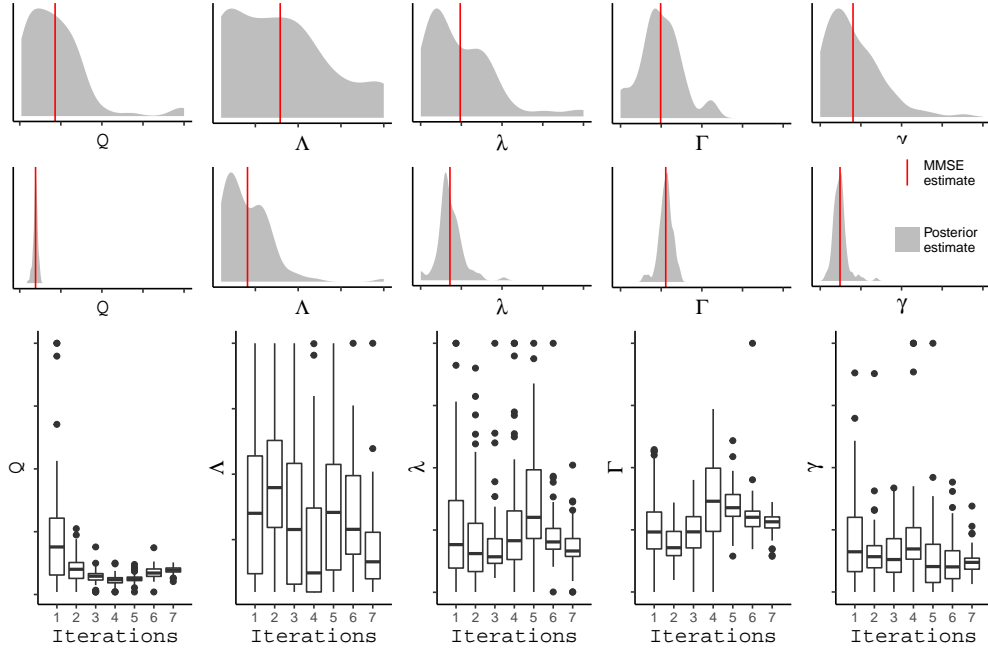 Q Λ λ Γ γ
MMSE
estimate
Posterior
estimate
Q Λ λ Γ γ
Q
1 2 3 4 5 6 7
Iterations
Λ
1 2 3 4 5 6 7
Iterations
λ
1 2 3 4 5 6 7
Iterations
Γ
1 2 3 4 5 6 7
Iterations
γ
1 2 3 4 5 6 7
Iterations